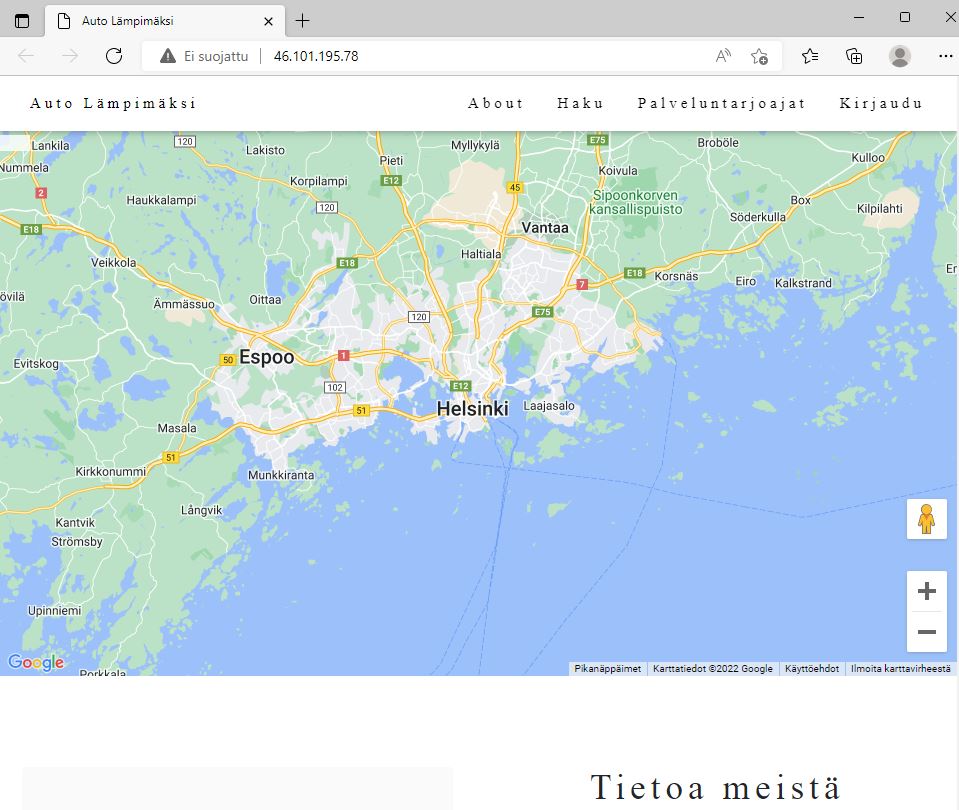 Auto Lämpimäksi
Ei suojattu 46.101.195.78
Auto Lämpimäksi About Haku Palveluntarjoajat Kirjaudu
Lankila
120
Lakisto
Pieti
Myllykylä
E75
Broböle
Nummela
Korpilampi
E12
45
Koivula
Kulloo
2
Haukkalampi
120
Sipoonkorven
kansallispuisto
Box
Kilpilahti
E18
Vantaa
Söderkulla
Veikkola
E18
Haltiala
E18
Korsnäs
Eiro
Kalkstrand
Er
övilä
Ämmässuo
Oittaa
120
E75
7
Evitskog
50
Espoo
1
102
E12
51
Helsinki
Laajasalo
Masala
51
Kirkkonummi
Munkkiranta
Kantvik
Långvik
Strömsby
Upinniemi
Google
Porkkala
Pikanäppäimet Karttatiedot ©2022 Google Käyttöehdot Ilmoita karttavirheestä
Tietoa meistä